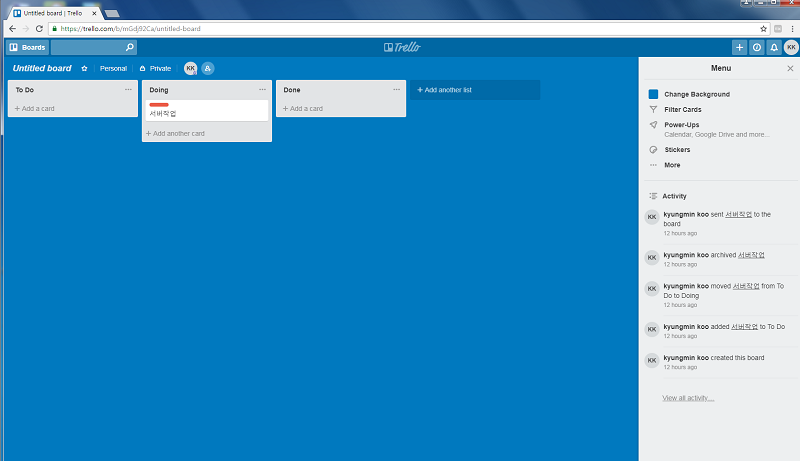 Untitled board | Trello
https://trello.com/b/mGdj92Ca/untitled-board
Boards
Trello
KK
Untitled board
Personal
Private
KK
To Do
Add a card
Doing
서버작업
Add another card
Done
Add a card
Add another list
Menu
Change Background
Filter Cards
Power-Ups
Calendar, Google Drive and more...
Stickers
More
Activity
KK
kyungmin koo sent 서버작업 to the
board
12 hours ago
KK
kyungmin koo archived 서버작업
12 hours ago
KK
kyungmin koo moved 서버작업 from To
Do to Doing
12 hours ago
KK
kyungmin koo added 서버작업 to To Do
12 hours ago
KK
kyungmin koo created this board
12 hours ago
View all activity…